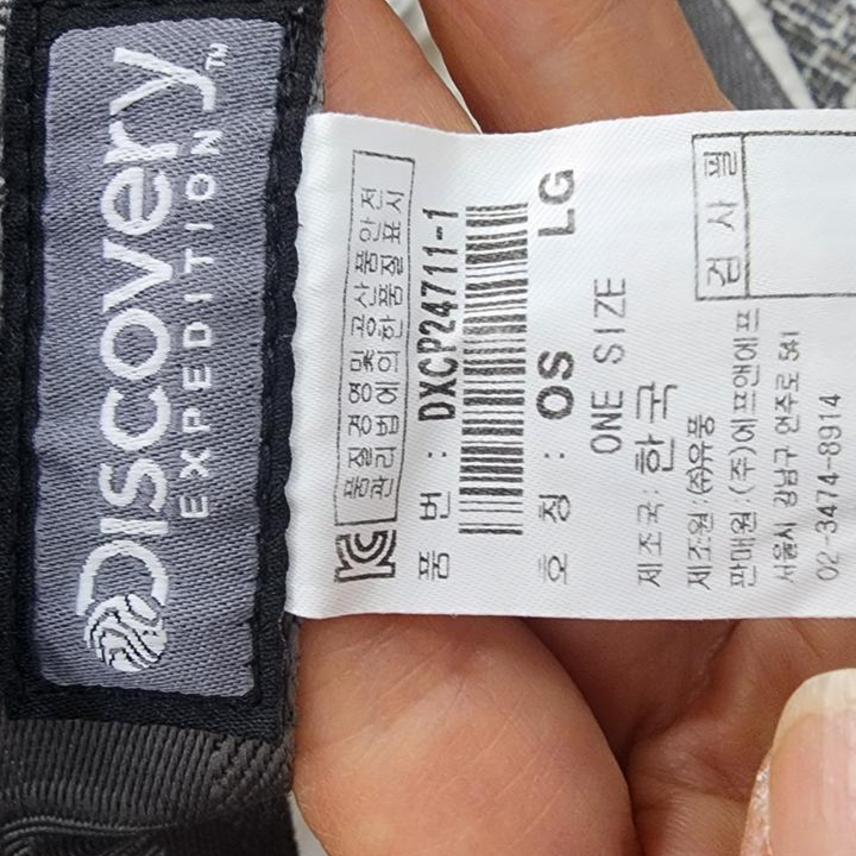 DISCOVERY™
EXPEDITION
품질경영 및 공산품안전
관리법에 의한 품질표시
품 번 : DXCP24711-1
호 칭 : OS LG
ONE SIZE
제조국: 한국
제조원 :(주)유풍
판매원 :(주)에프앤에프
서울시 강남구 언주로 541
02-3474-8914
검 사 필